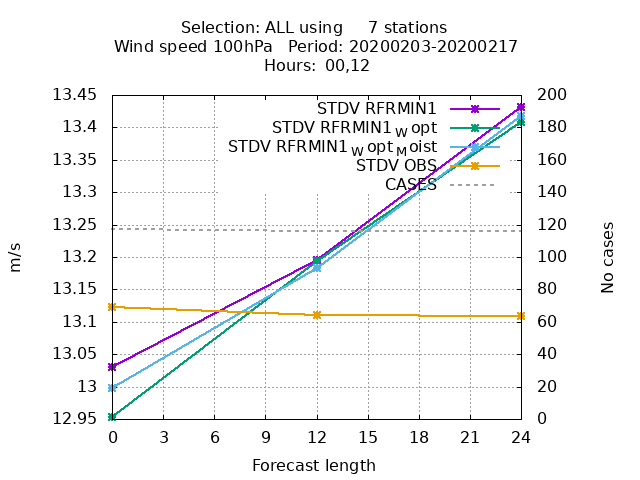 Selection: ALL using     7 stations
Wind speed 100hPa   Period: 20200203-20200217
Hours: 00,12
13.45
13.4
13.35
13.3
13.25
13.2
13.15
13.1
13.05
13
12.95
200
180
160
140
120
100
80
60
40
20
0
STDV RFRMIN1
STDV RFRMIN1_W opt
STDV RFRMIN1_W opt_M oist
STDV OBS
CASES
m/s
No cases
0 3 6 9 12 15 18 21 24
Forecast length